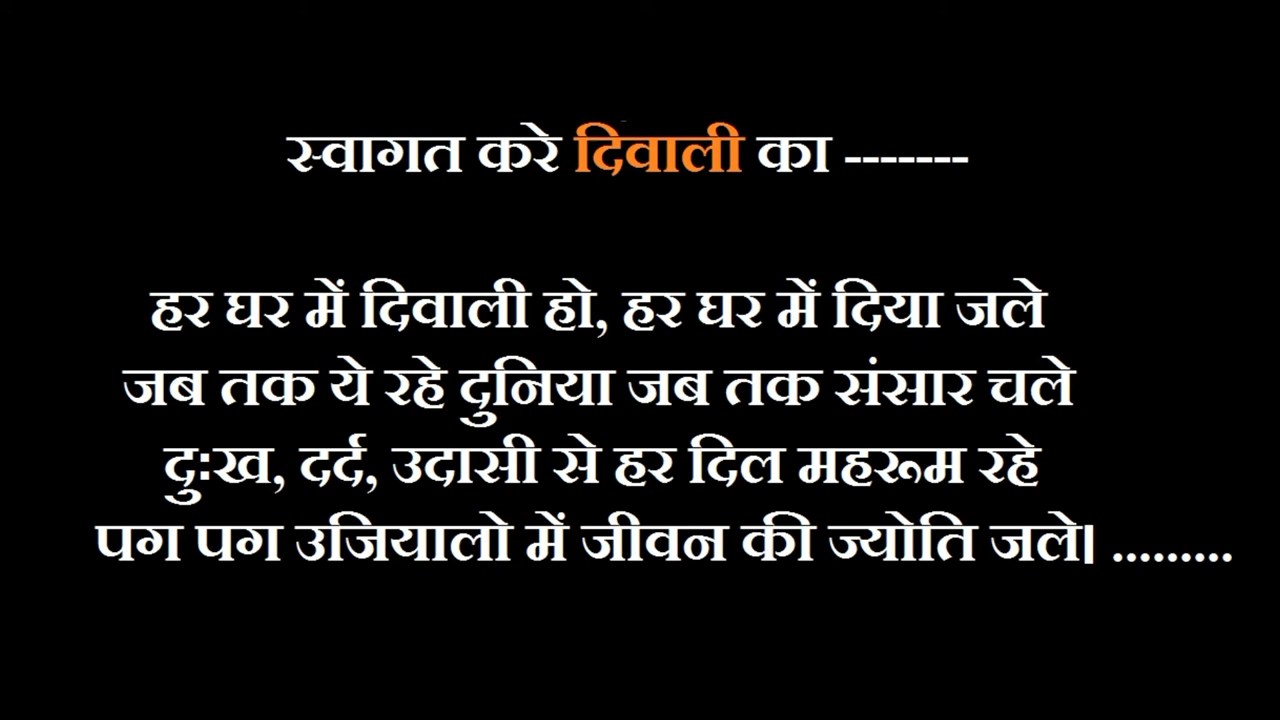 स्वागत करे दिवाली का -------
हर घर में दिवाली हो, हर घर में दिया जले
जब तक ये रहे दुनिया जब तक संसार चले
दुःख, दर्द, उदासी से हर दिल महरूम रहे
पग पग उजियालो में जीवन की ज्योति जले। .........